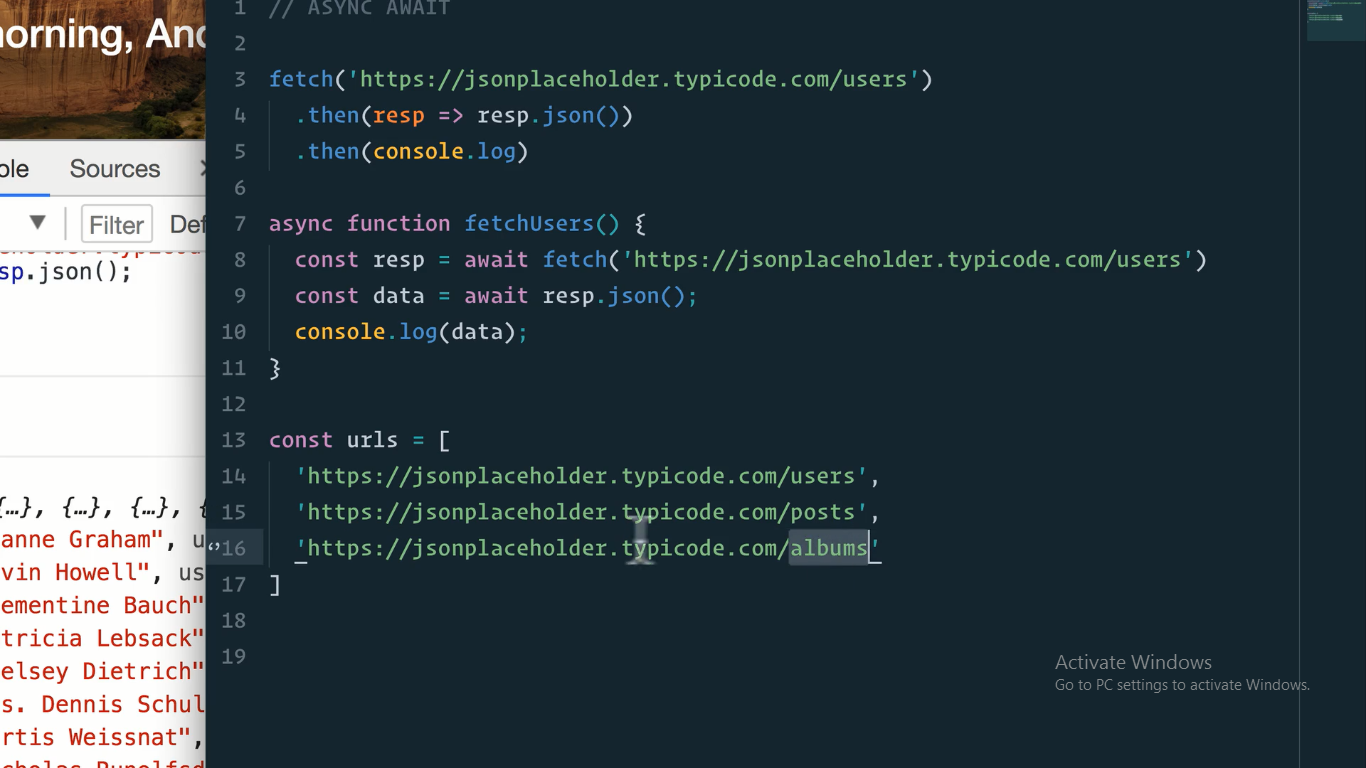 orning, And
ole Sources
▼ Filter Def
sp.json();
{…}, {…}, {…}, {
anne Graham", u
vin Howell", us
ementine Bauch"
tricia Lebsack"
elsey Dietrich"
s. Dennis Schul
rtis Weissnat",
1 // ASYNC AWAIT
2
3 fetch('https://jsonplaceholder.typicode.com/users')
4 .then(resp => resp.json())
5 .then(console.log)
6
7 async function fetchUsers() {
8 const resp = await fetch('https://jsonplaceholder.typicode.com/users')
9 const data = await resp.json();
10 console.log(data);
11 }
12
13 const urls = [
14 'https://jsonplaceholder.typicode.com/users',
15 'https://jsonplaceholder.typicode.com/posts',
16 'https://jsonplaceholder.typicode.com/albums'
17 ]
18
19
Activate Windows
Go to PC settings to activate Windows.